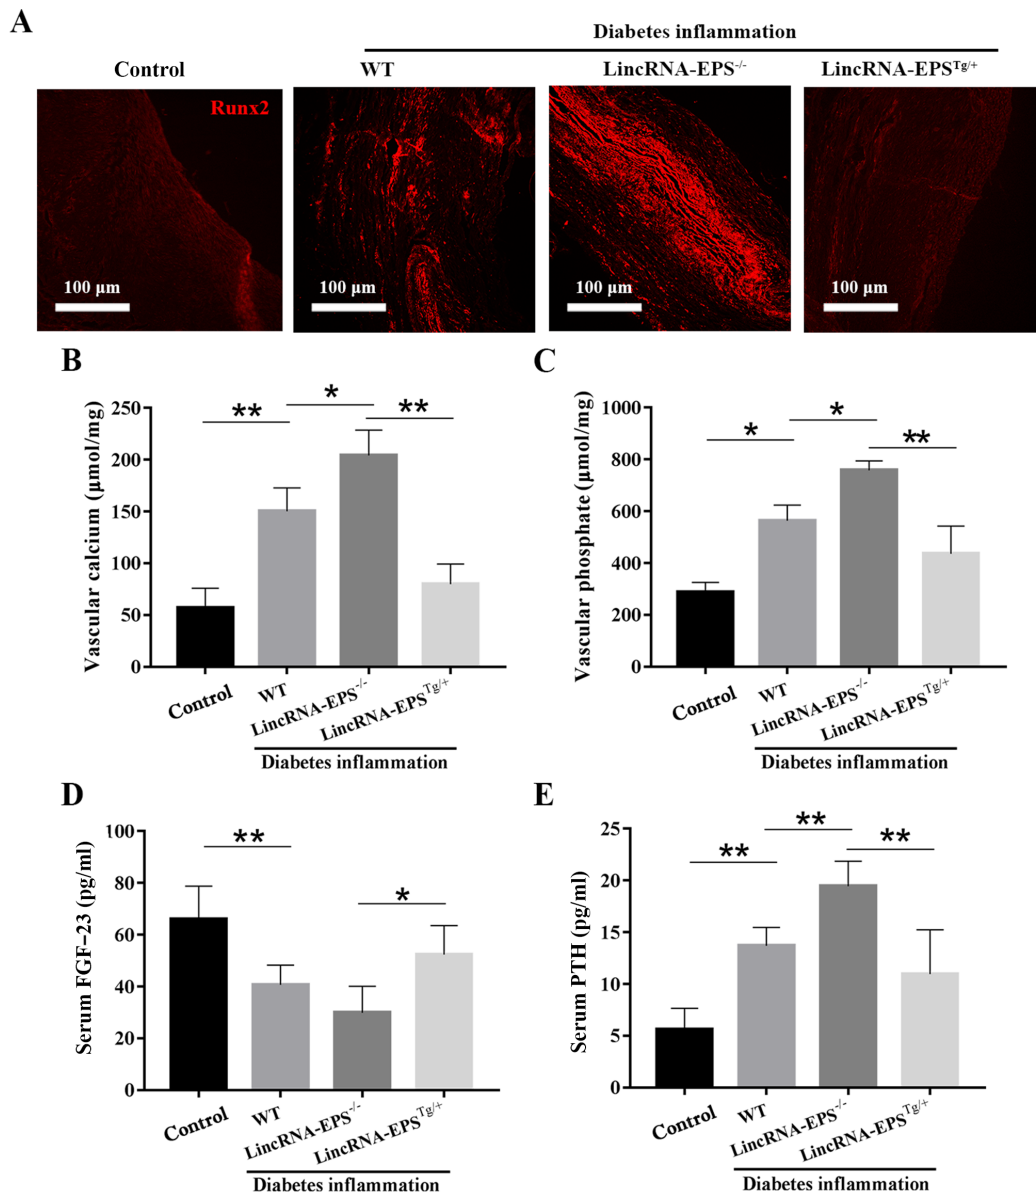 A
Diabetes inflammation
Control
WT
LincRNA-EPS-/-
LincRNA-EPSTg/+
Runx2
100 µm
100 µm
100 µm
100 µm
B
Vascular calcium (µmol/mg)
250
200
150
100
50
0
**
*
**
Control
WT
LincRNA-EPS-/-
LincRNA-EPSTg/+
Diabetes inflammation
C
Vascular phosphate (µmol/mg)
1000
800
600
400
200
0
*
*
**
Control
WT
LincRNA-EPS-/-
LincRNA-EPSTg/+
Diabetes inflammation
D
Serum FGF-23 (pg/ml)
100
80
60
40
20
0
**
*
Control
WT
LincRNA-EPS-/-
LincRNA-EPSTg/+
Diabetes inflammation
E
Serum PTH (pg/ml)
25
20
15
10
5
0
**
**
**
Control
WT
LincRNA-EPS-/-
LincRNA-EPSTg/+
Diabetes inflammation